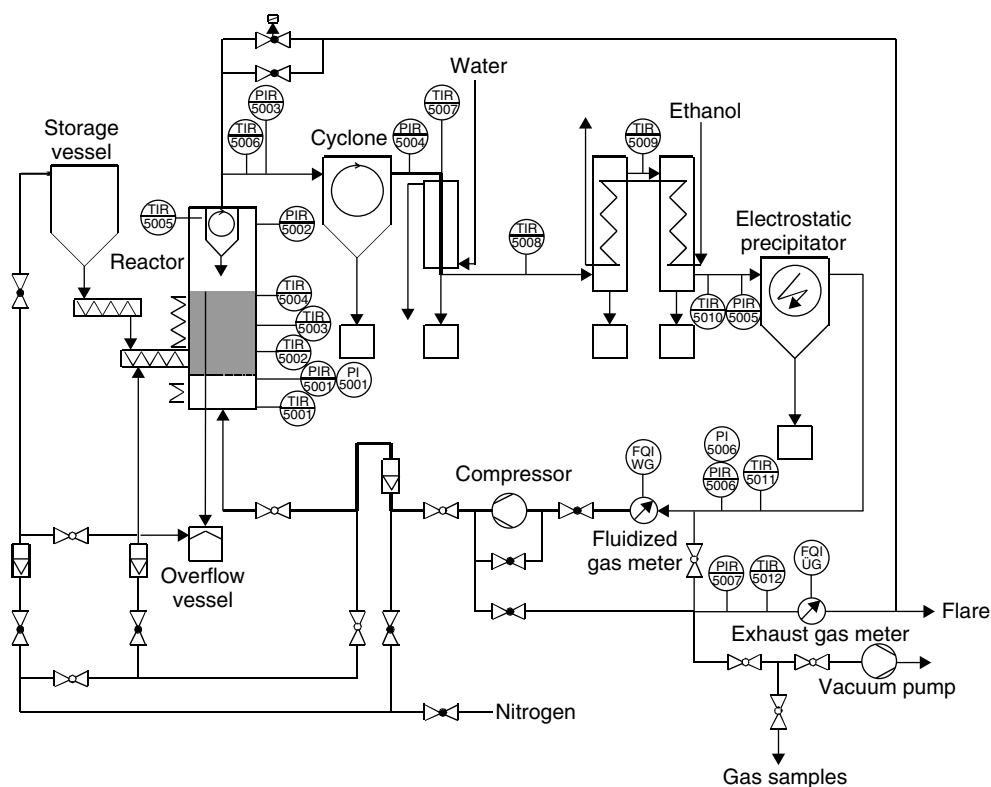 Water
PIR
5003
TIR
5007
Ethanol
TIR
5006
Cyclone
PIR
5004
TIR
5009
Storage
vessel
TIR
5005
PIR
5002
TIR
5008
Electrostatic
precipitator
Reactor
TIR
5004
TIR
5003
TIR
5010
PIR
5005
TIR
5002
PIR
5001
PI
5001
TIR
5001
PI
5006
FQI
WG
Compressor
PIR
5006
TIR
5011
Fluidized
gas meter
FQI
ÜG
Overflow
vessel
PIR
5007
TIR
5012
Flare
Exhaust gas meter
Vacuum pump
Nitrogen
Gas samples